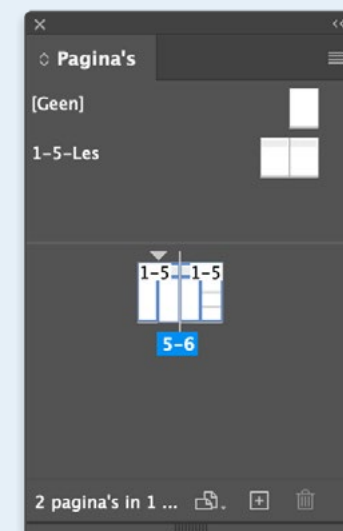 Pagina's
[Geen]
1-5-Les
1-5 1-5
5-6
2 pagina's in 1 ...